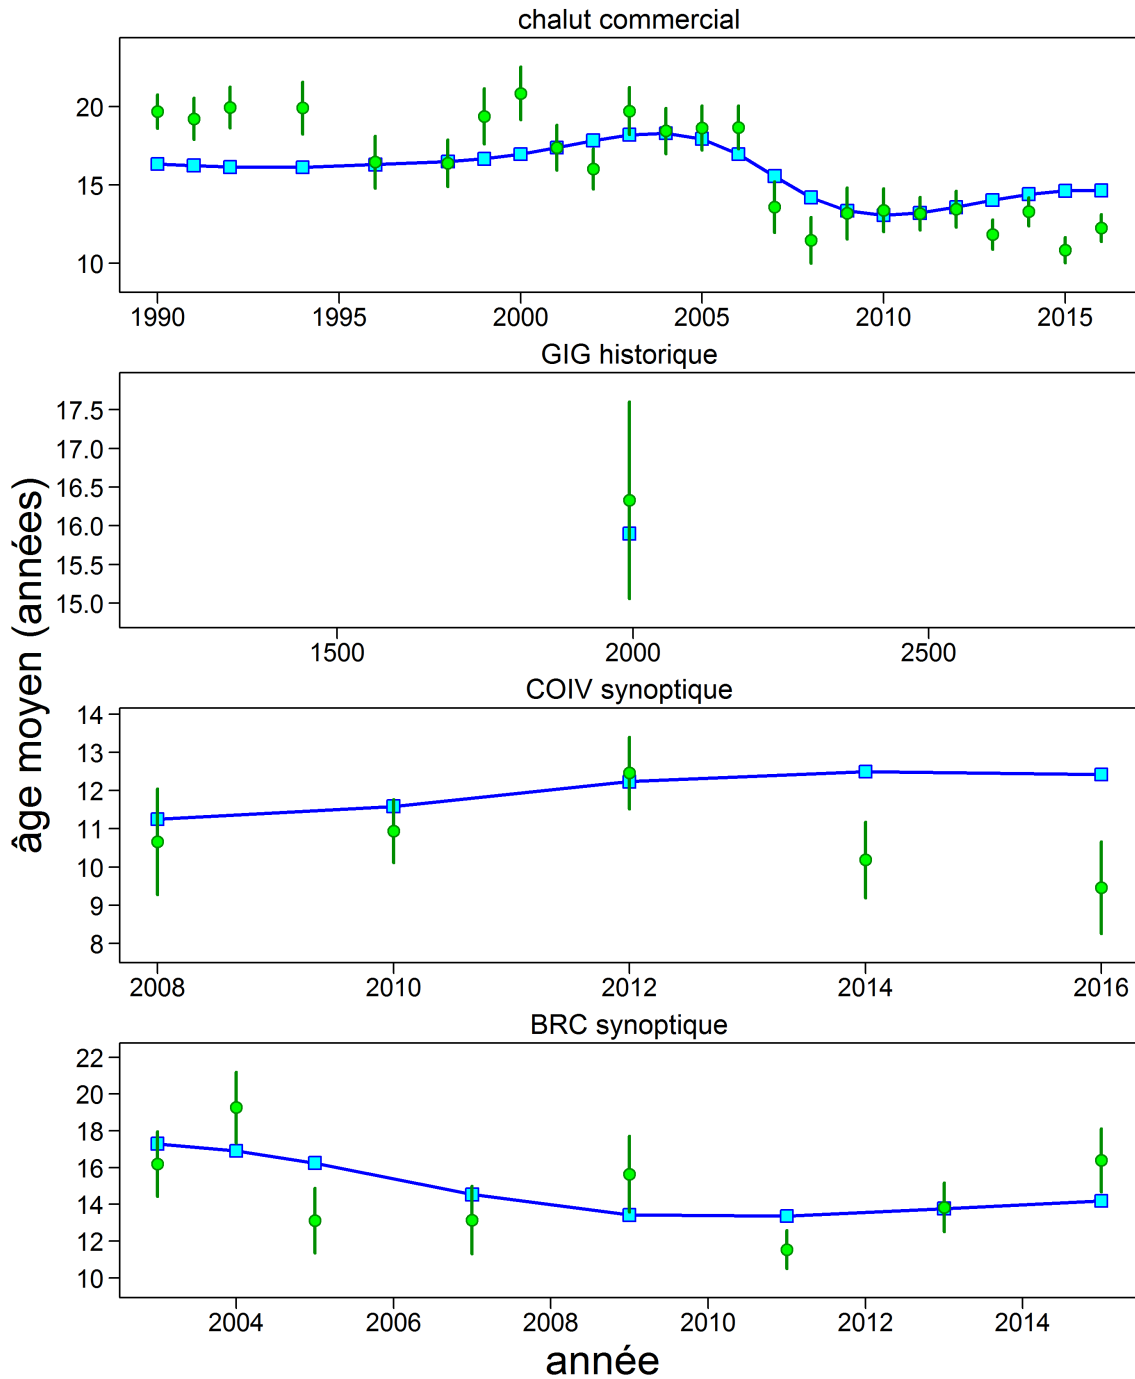 chalut commercial
20
15
10
1990 1995 2000 2005 2010 2015
GIG historique
17.5
17.0
16.5
16.0
15.5
15.0
1500 2000 2500
COIV synoptique
14
13
12
11
10
9
8
2008 2010 2012 2014 2016
BRC synoptique
22
20
18
16
14
12
10
2004 2006 2008 2010 2012 2014
année
âge moyen (années)